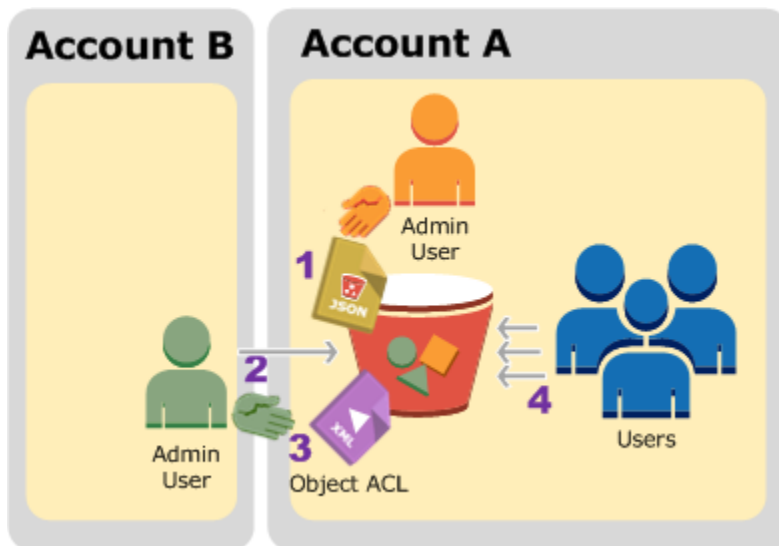 Account B
Account A
Admin
User
1
JSON
2
4
3
XML
Users
Admin
User
Object ACL